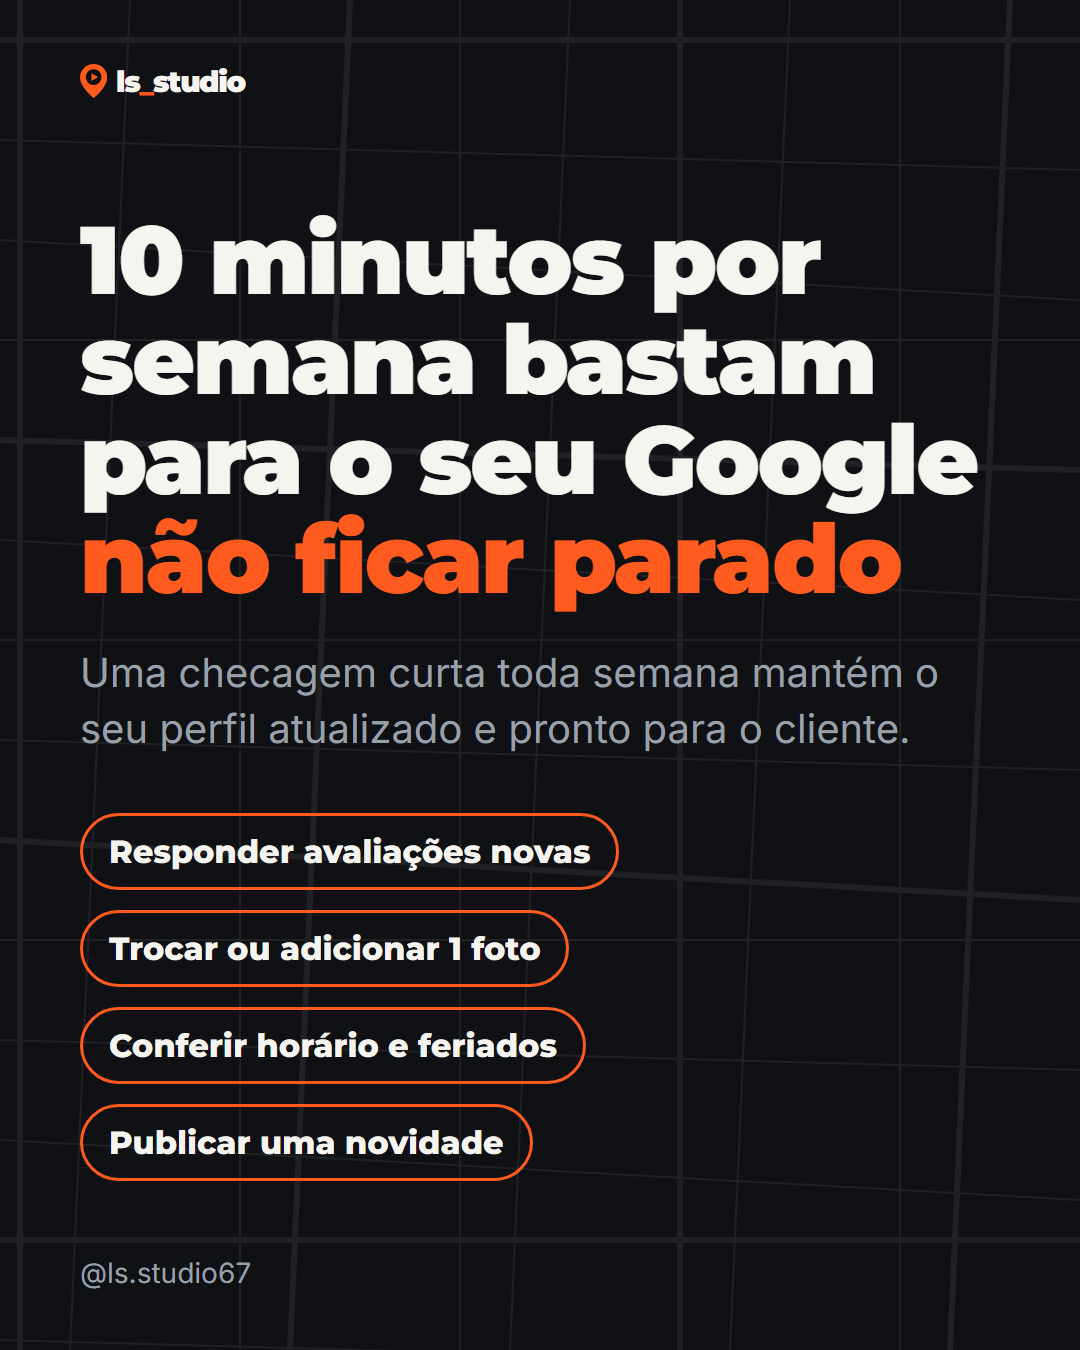 ls_studio
10 minutos por
semana bastam
para o seu Google
não ficar parado
Uma checagem curta toda semana mantém o
seu perfil atualizado e pronto para o cliente.
Responder avaliações novas
Trocar ou adicionar 1 foto
Conferir horário e feriados
Publicar uma novidade
@ls.studio67